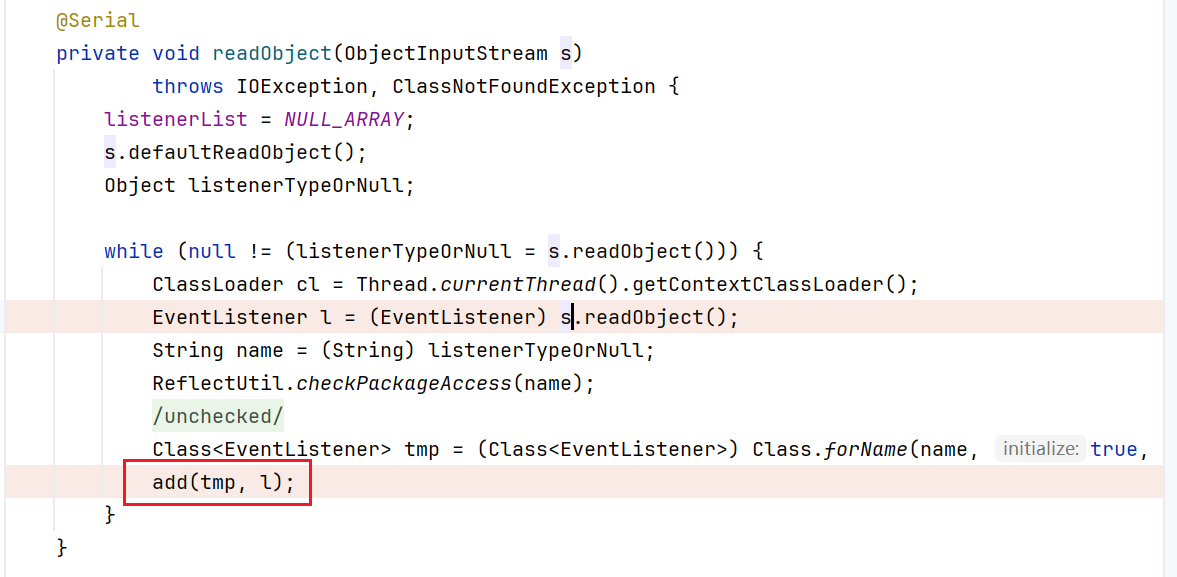 @Serial
private void readObject(ObjectInputStream s)
        throws IOException, ClassNotFoundException {
    listenerList = NULL_ARRAY;
    s.defaultReadObject();
    Object listenerTypeOrNull;

    while (null != (listenerTypeOrNull = s.readObject())) {
        ClassLoader cl = Thread.currentThread().getContextClassLoader();
        EventListener l = (EventListener) s.readObject();
        String name = (String) listenerTypeOrNull;
        ReflectUtil.checkPackageAccess(name);
        /unchecked/
        Class<EventListener> tmp = (Class<EventListener>) Class.forName(name, initialize: true,
        add(tmp, l);
    }
}